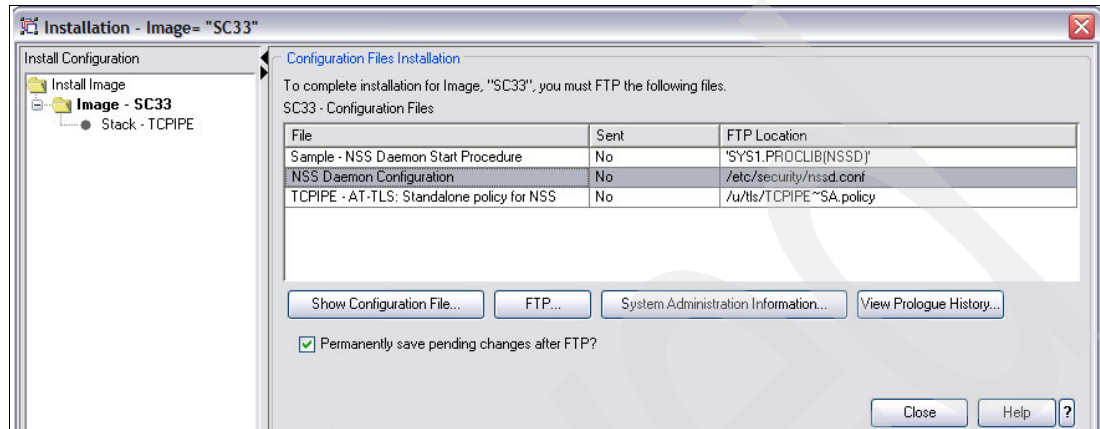 Installation - Image= "SC33"
Install Configuration
Install Image
Image - SC33
Stack - TCPIPE
Configuration Files Installation
To complete installation for Image, "SC33", you must FTP the following files.
SC33 - Configuration Files
File Sent FTP Location
Sample - NSS Daemon Start Procedure No 'SYS1.PROCLIB(NSSD)'
NSS Daemon Configuration No /etc/security/nssd.conf
TCPIPE - AT-TLS: Standalone policy for NSS No /u/tls/TCPIPE~SA.policy
Show Configuration File... FTP... System Administration Information... View Prologue History...
Permanently save pending changes after FTP?
Close Help ?